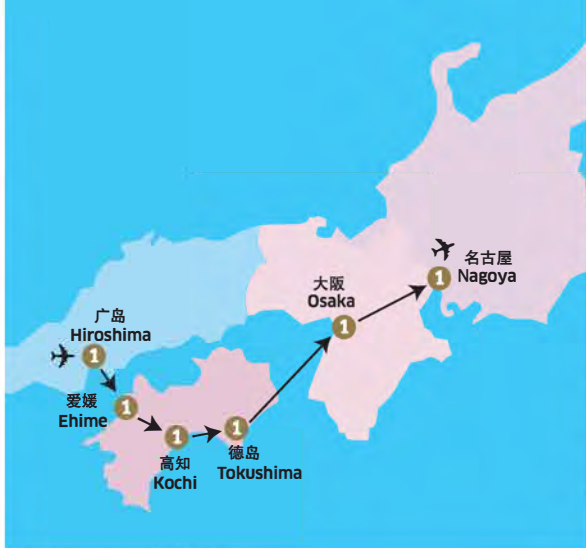 广岛
Hiroshima
1
爱媛
Ehime
1
高知
Kochi
1
德岛
Tokushima
1
大阪
Osaka
1
名古屋
Nagoya
1